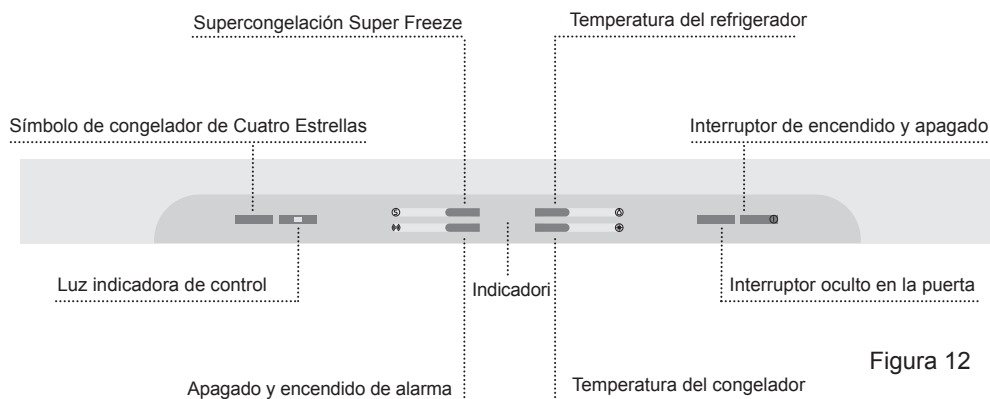 Supercongelación Super Freeze
Temperatura del refrigerador
Símbolo de congelador de Cuatro Estrellas
Interruptor de encendido y apagado
S
Luz indicadora de control
Indicadori
Interruptor oculto en la puerta
Figura 12
Apagado y encendido de alarma
Temperatura del congelador